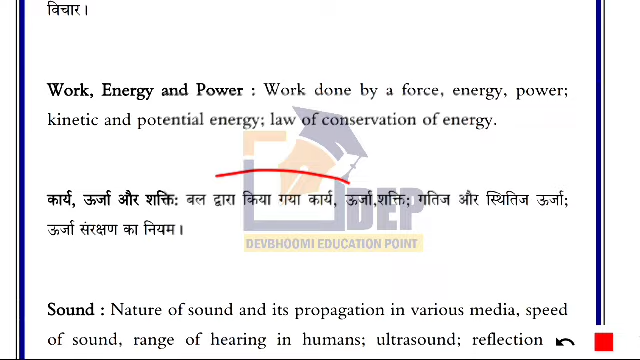 विचार।
Work, Energy and Power : Work done by a force, energy, power;
kinetic and potential energy; law of conservation of energy.
कार्य, ऊर्जा और शक्ति: बल द्वारा किया गया कार्य, ऊर्जा,शक्ति; गतिज और स्थितिज ऊर्जा;
ऊर्जा संरक्षण का नियम।
DEP
DEVBHOOMI EDUCATION POINT
Sound : Nature of sound and its propagation in various media, speed
of sound, range of hearing in humans; ultrasound; reflection